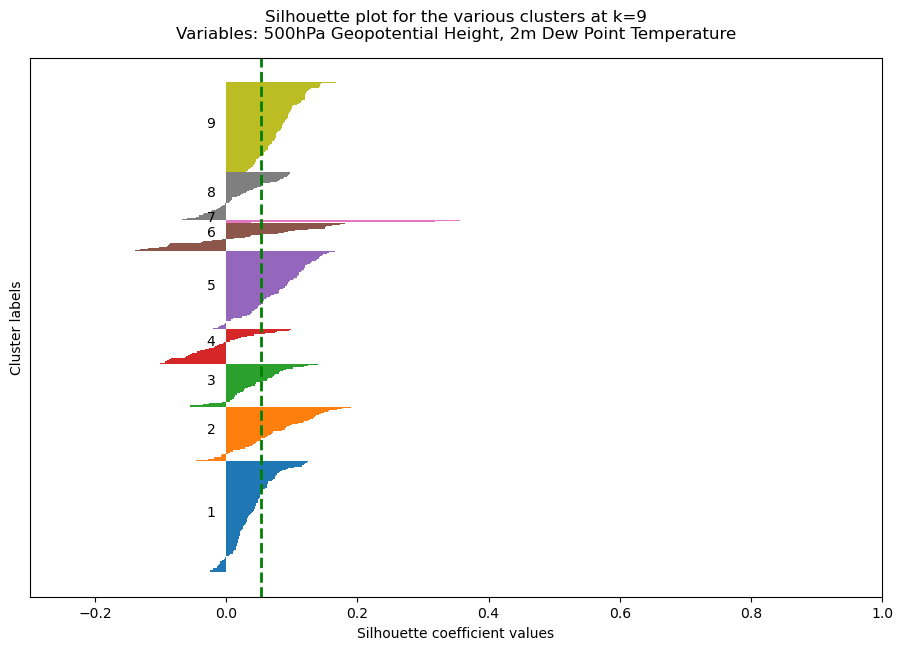 Silhouette plot for the various clusters at k=9
Variables: 500hPa Geopotential Height, 2m Dew Point Temperature
Cluster labels
9
8
7
6
5
4
3
2
1
−0.2 0.0 0.2 0.4 0.6 0.8 1.0
Silhouette coefficient values